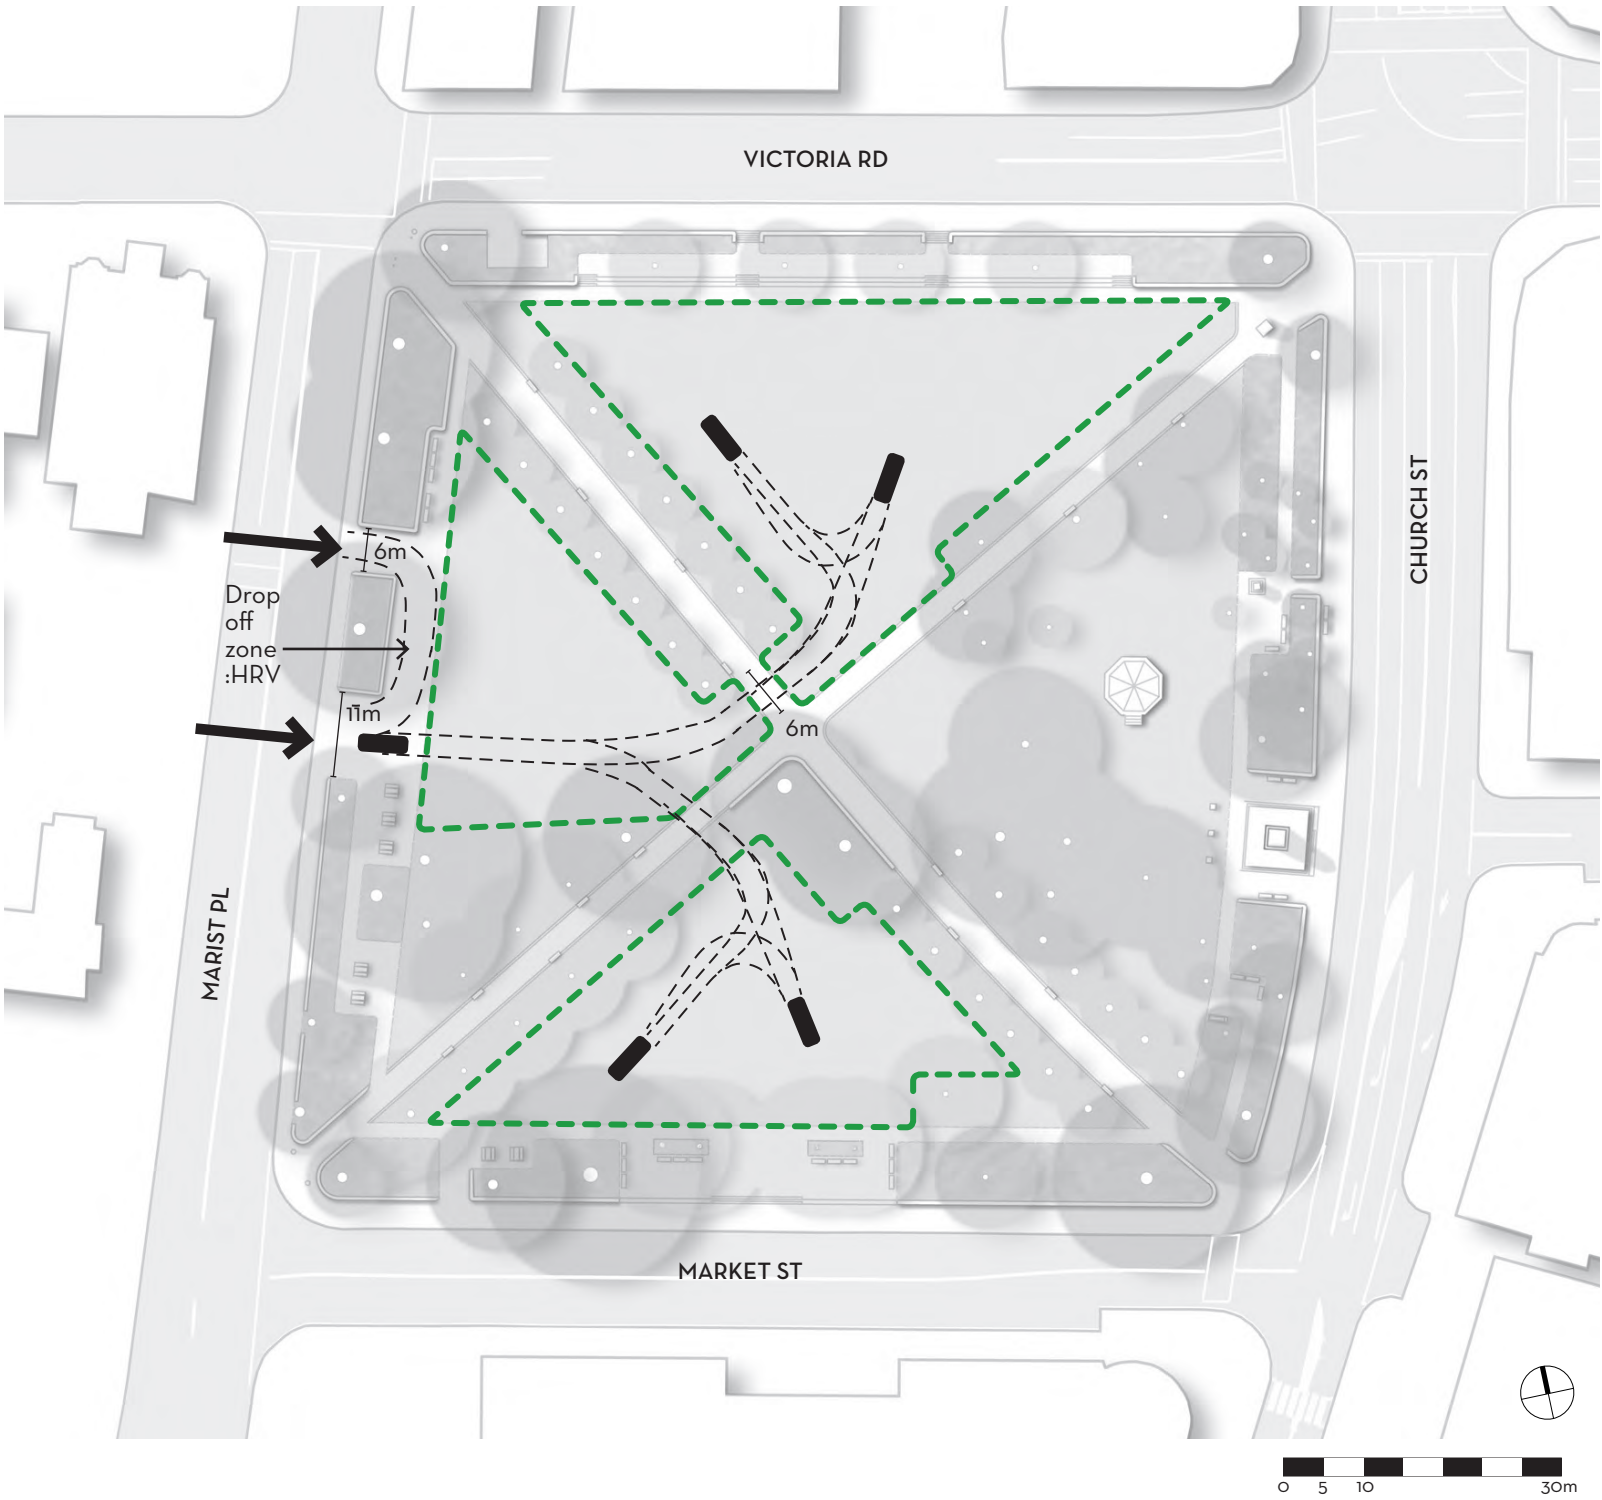 VICTORIA RD
CHURCH ST
6m
Drop
off
zone
:HRV
11m
6m
MARIST PL
MARKET ST
0 5 10 30m